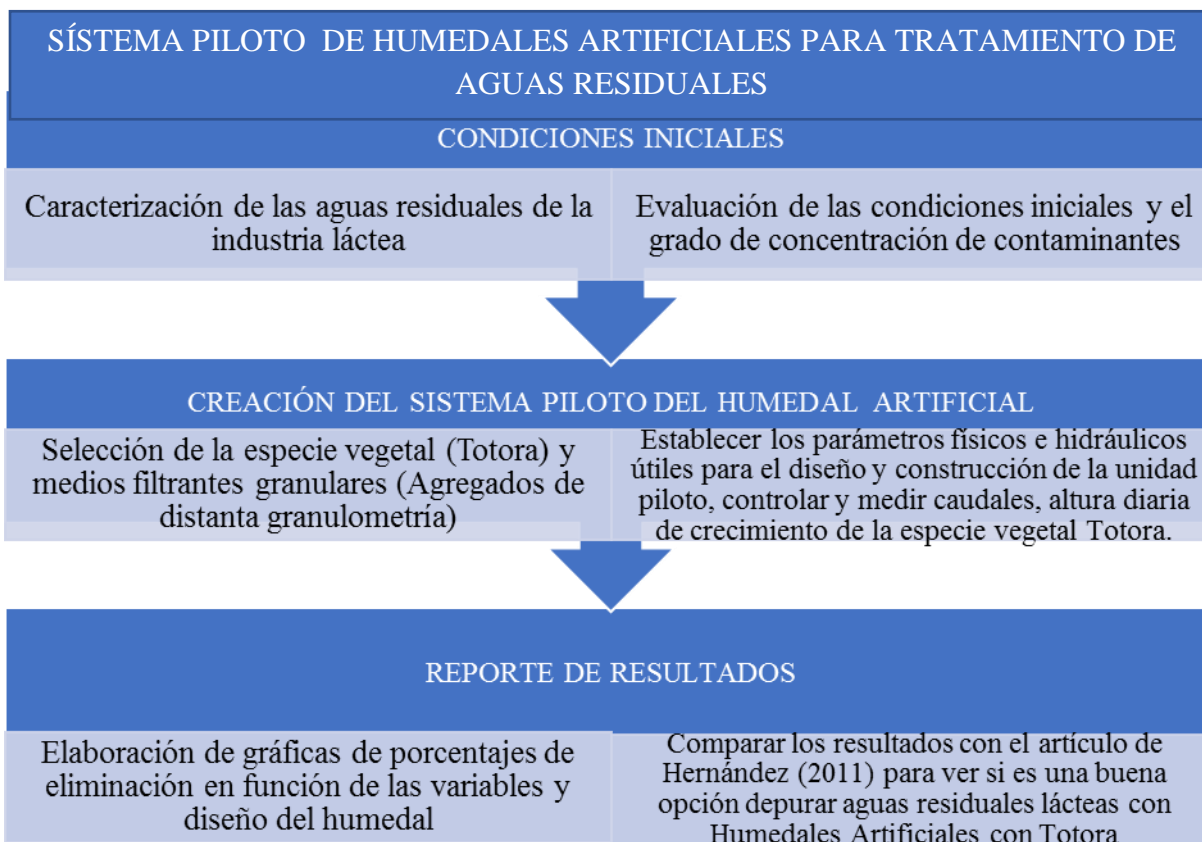 SÍSTEMA PILOTO DE HUMEDALES ARTIFICIALES PARA TRATAMIENTO DE
AGUAS RESIDUALES
CONDICIONES INICIALES
Caracterización de las aguas residuales de la
industria láctea
Evaluación de las condiciones iniciales y el
grado de concentración de contaminantes
CREACIÓN DEL SISTEMA PILOTO DEL HUMEDAL ARTIFICIAL
Selección de la especie vegetal (Totora) y
medios filtrantes granulares (Agregados de
distanta granulometría)
Establecer los parámetros físicos e hidráulicos
útiles para el diseño y construcción de la unidad
piloto, controlar y medir caudales, altura diaria
de crecimiento de la especie vegetal Totora.
REPORTE DE RESULTADOS
Elaboración de gráficas de porcentajes de
eliminación en función de las variables y
diseño del humedal
Comparar los resultados con el artículo de
Hernández (2011) para ver si es una buena
opción depurar aguas residuales lácteas con
Humedales Artificiales con Totora